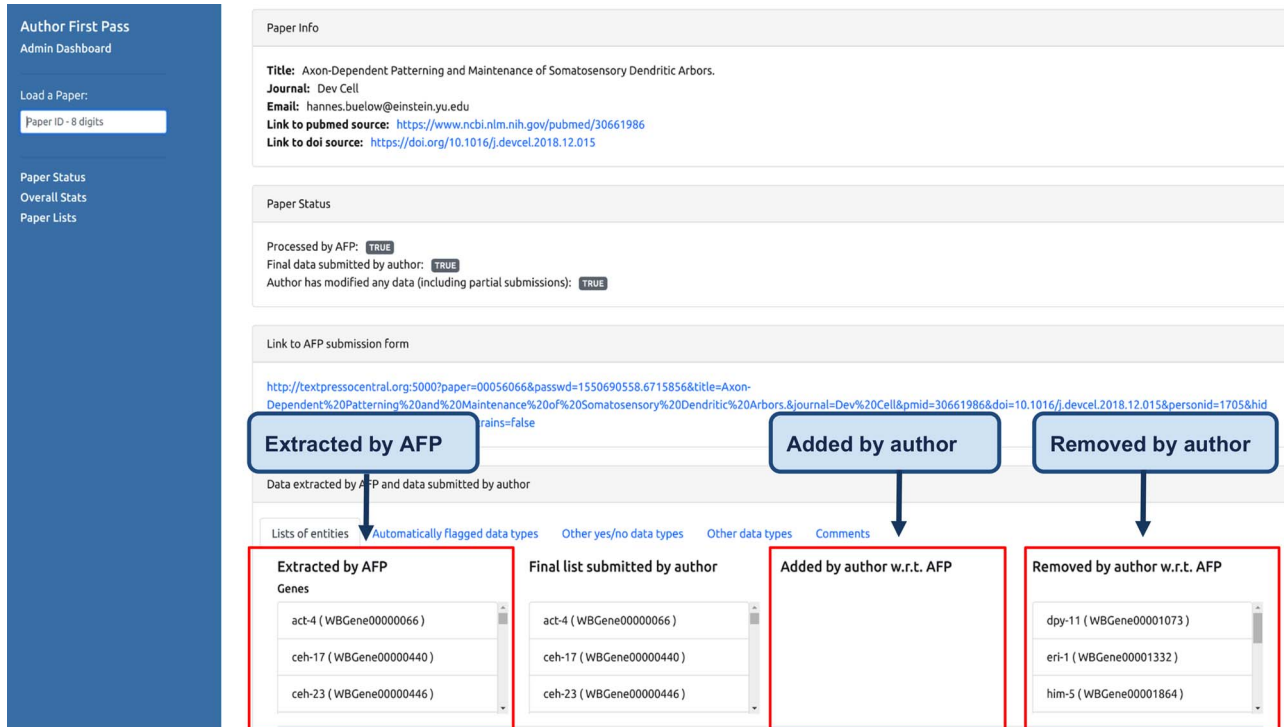 Author First Pass
Admin Dashboard
Load a Paper:
Paper ID - 8 digits
Paper Status
Overall Stats
Paper Lists
Paper Info
Title: Axon-Dependent Patterning and Maintenance of Somatosensory Dendritic Arbors.
Journal: Dev Cell
Email: hannes.buelow@einstein.yu.edu
Link to pubmed source: https://www.ncbi.nlm.nih.gov/pubmed/30661986
Link to doi source: https://doi.org/10.1016/j.devcel.2018.12.015
Paper Status
Processed by AFP: TRUE
Final data submitted by author: TRUE
Author has modified any data (including partial submissions): TRUE
Link to AFP submission form
http://textpressocentral.org:5000?paper=00056066&passwd=1550690558.6715856&title=Axon-
Dependent%20Patterning%20and%20Maintenance%20of%20Somatosensory%20Dendritic%20Arbors.&journal=Dev%20Cell&pmid=30661986&doi=10.1016/j.devcel.2018.12.015&personid=1705&hid
rains=false
Extracted by AFP
Added by author
Removed by author
Data extracted by AFP and data submitted by author
Lists of entities Automatically flagged data types Other yes/no data types Other data types Comments
Extracted by AFP
Genes
act-4 ( WBGene00000066 )
ceh-17 ( WBGene00000440 )
ceh-23 ( WBGene00000446 )
Final list submitted by author
act-4 ( WBGene00000066 )
ceh-17 ( WBGene00000440 )
ceh-23 ( WBGene00000446 )
Added by author w.r.t. AFP
Removed by author w.r.t. AFP
dpy-11 ( WBGene00001073 )
eri-1 ( WBGene00001332 )
him-5 ( WBGene00001864 )